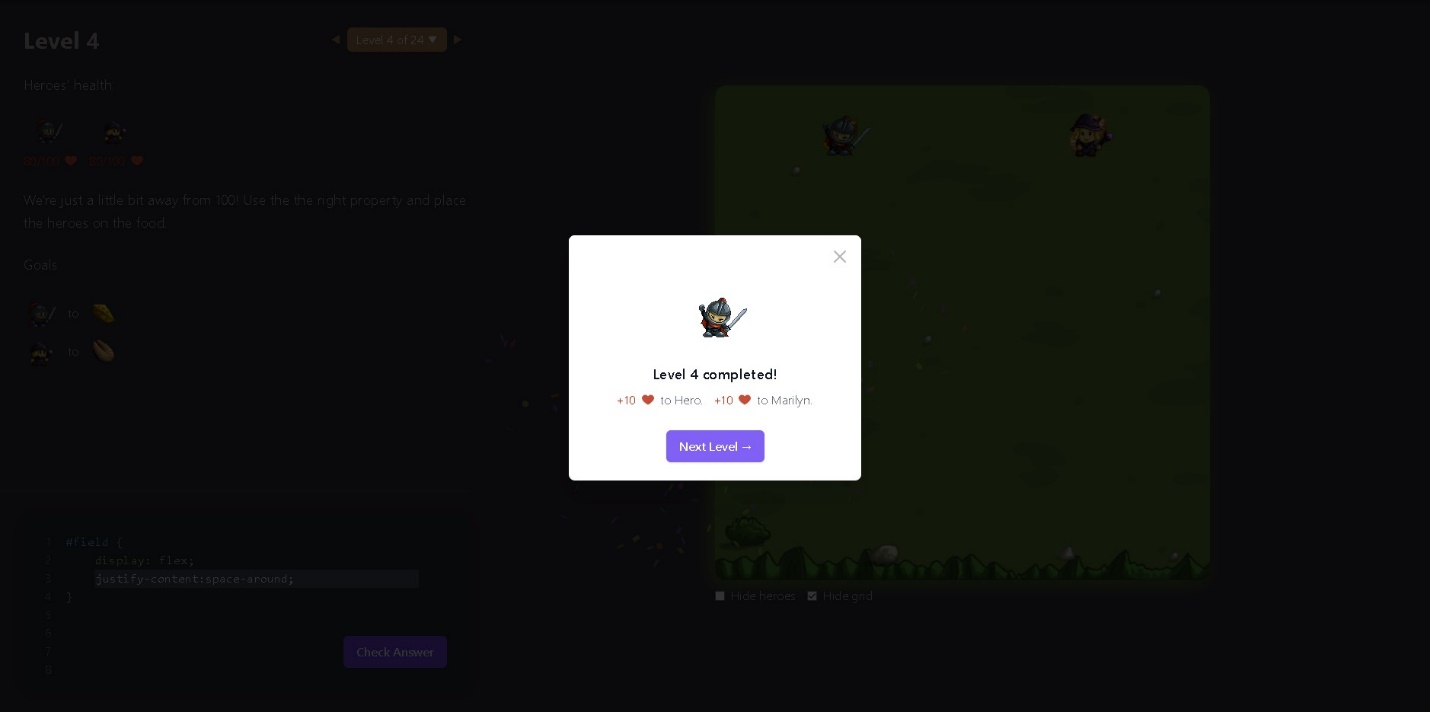 Level 4
◀ Level 4 of 24 ▼ ▶
Heroes' health
We're just a little bit away from 100! Use the the right property and place
the heroes on the food.
Goals
to
to
Level 4 completed!
+10 ❤ to Hero. +10 ❤ to Marilyn.
Next Level →
1 #field {
2 display: flex;
3 justify-content:space-around;
4 }
5
6
7
8
Check Answer
Hide heroes Hide grid